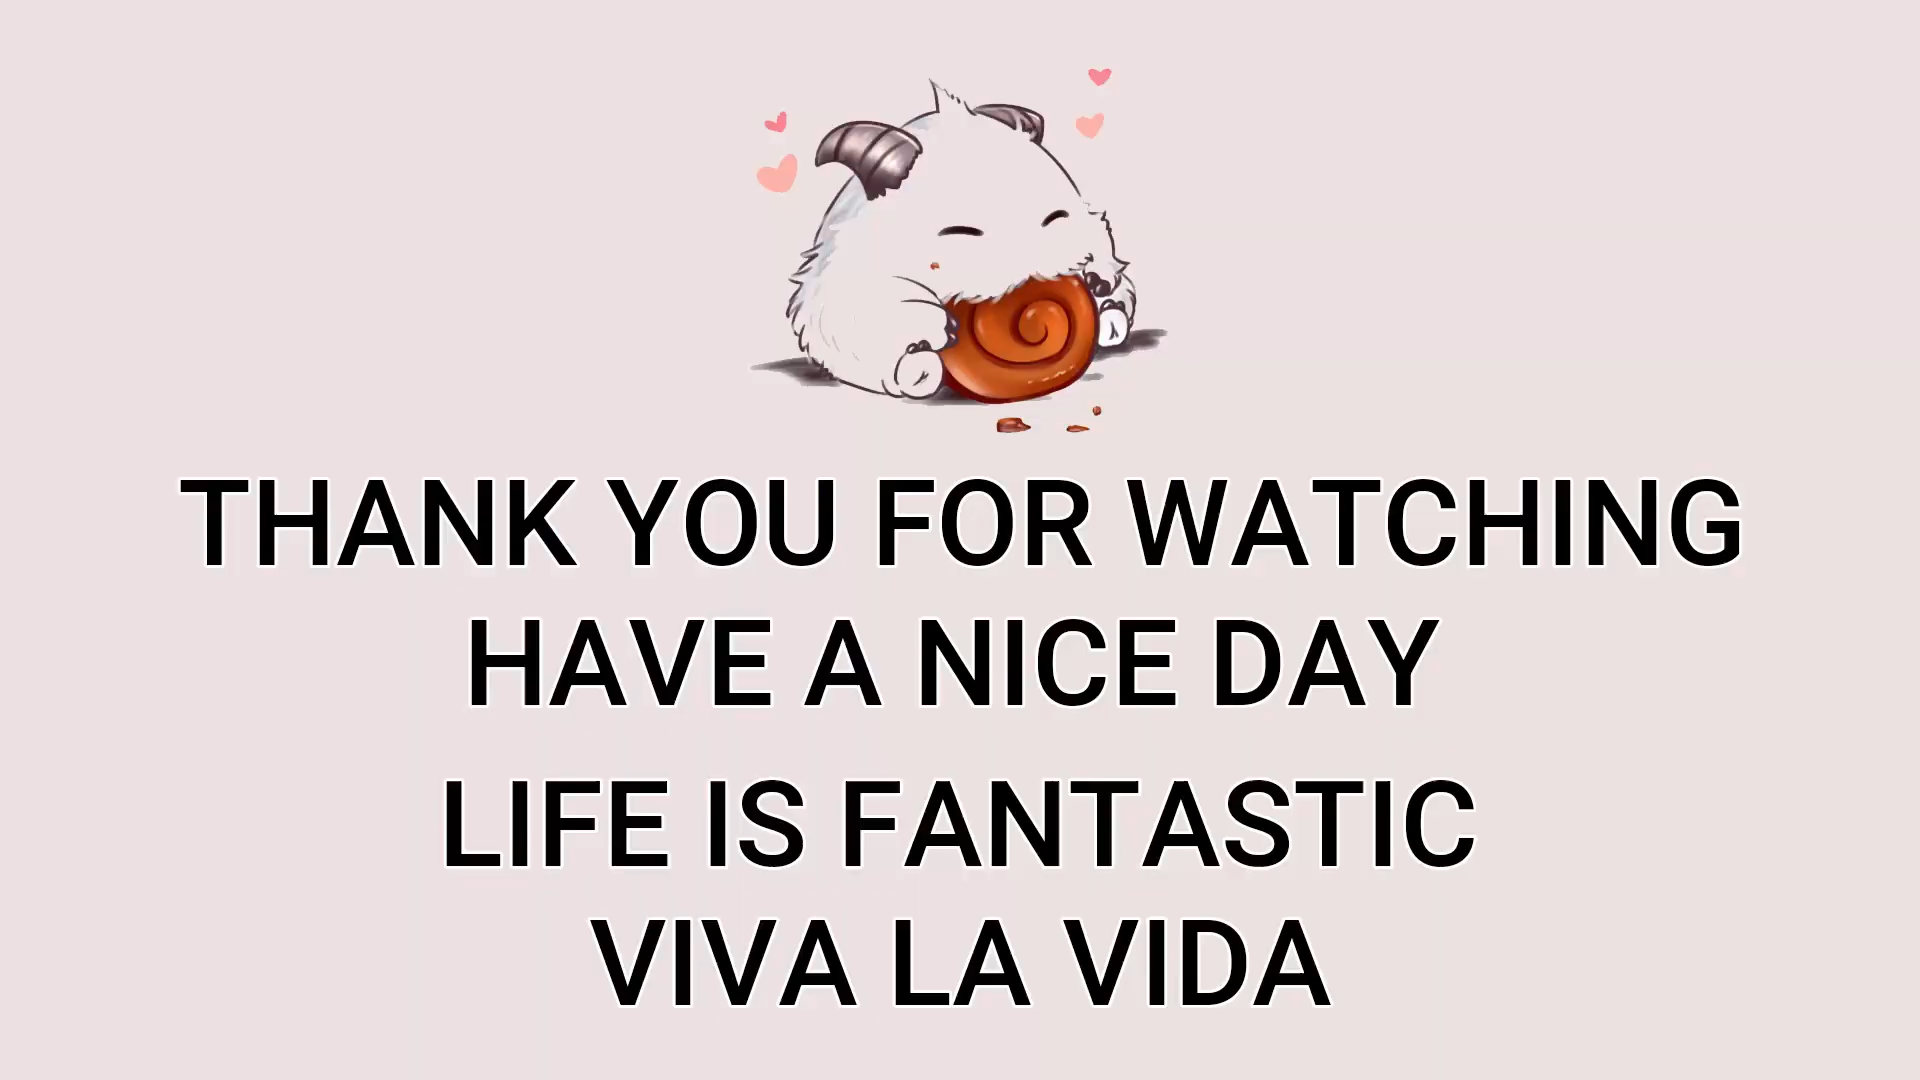 THANK YOU FOR WATCHING
HAVE A NICE DAY
LIFE IS FANTASTIC
VIVA LA VIDA